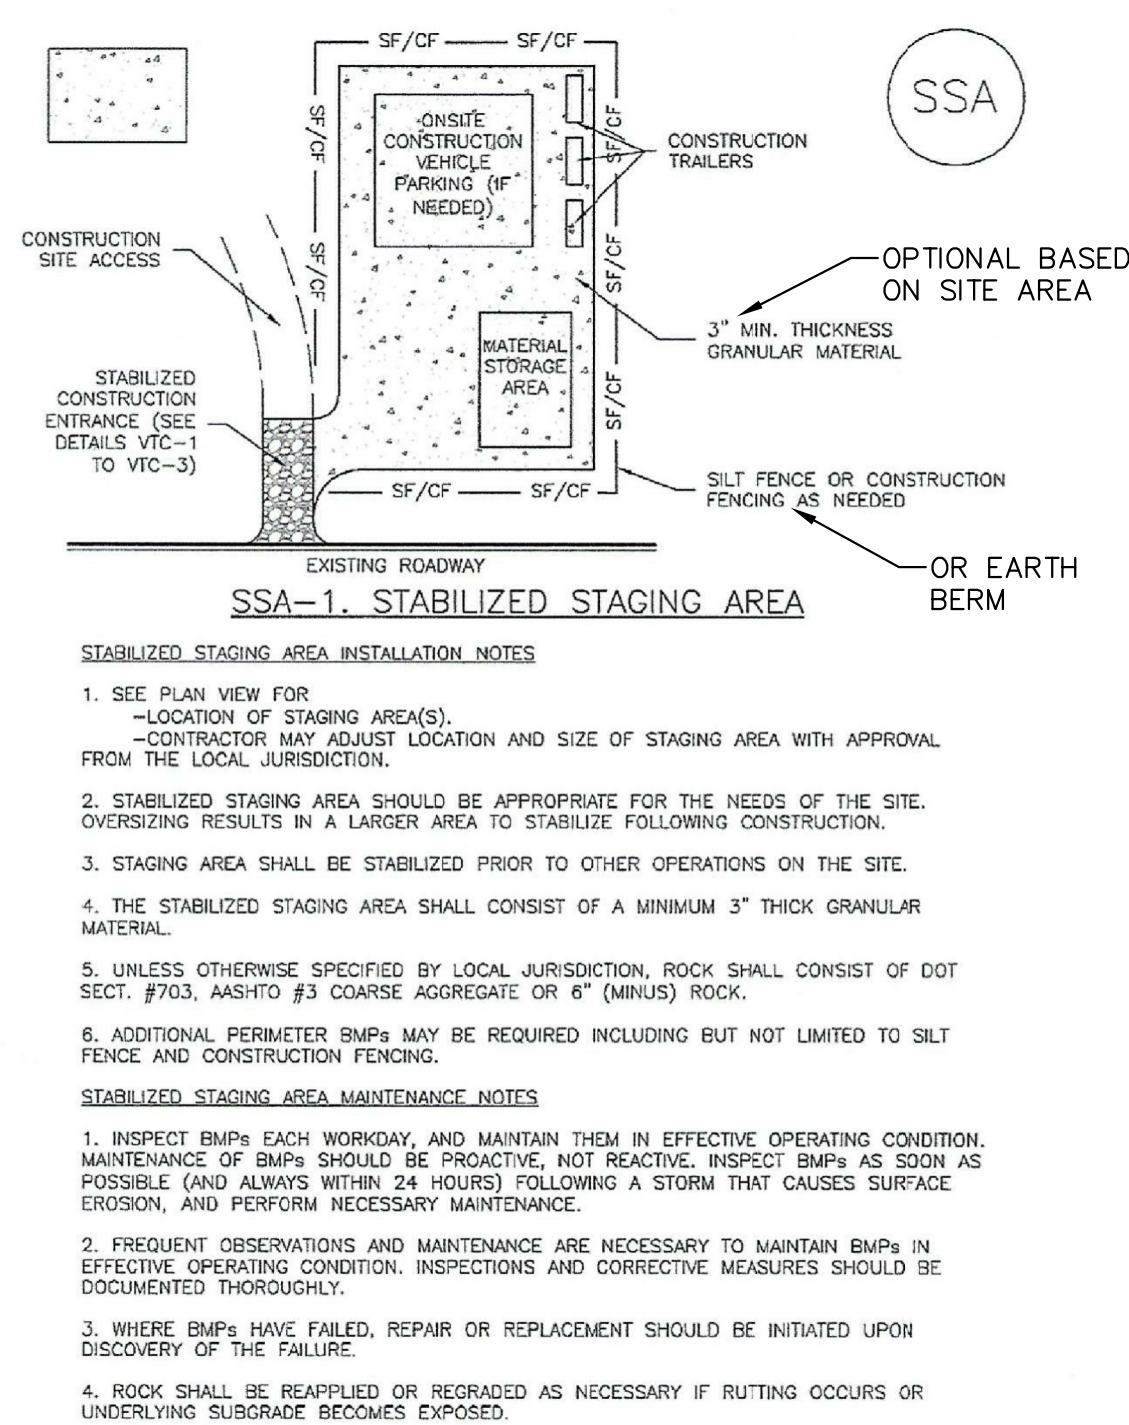 SF/CF SF/CF
SSA
SF/CF
SF/CF
ONSITE
CONSTRUCTION
VEHICLE
PARKING (IF
NEEDED)
CONSTRUCTION
TRAILERS
CONSTRUCTION
SITE ACCESS
SF/CF
SF/CF
OPTIONAL BASED
ON SITE AREA
3" MIN. THICKNESS
GRANULAR MATERIAL
MATERIAL
STORAGE
AREA
SF/CF
STABILIZED
CONSTRUCTION
ENTRANCE (SEE
DETAILS VTC-1
TO VTC-3)
SF/CF SF/CF
SILT FENCE OR CONSTRUCTION
FENCING AS NEEDED
OR EARTH
BERM
EXISTING ROADWAY
SSA-1. STABILIZED STAGING AREA
STABILIZED STAGING AREA INSTALLATION NOTES
1. SEE PLAN VIEW FOR
-LOCATION OF STAGING AREA(S).
-CONTRACTOR MAY ADJUST LOCATION AND SIZE OF STAGING AREA WITH APPROVAL
FROM THE LOCAL JURISDICTION.
2. STABILIZED STAGING AREA SHOULD BE APPROPRIATE FOR THE NEEDS OF THE SITE.
OVERSIZING RESULTS IN A LARGER AREA TO STABILIZE FOLLOWING CONSTRUCTION.
3. STAGING AREA SHALL BE STABILIZED PRIOR TO OTHER OPERATIONS ON THE SITE.
4. THE STABILIZED STAGING AREA SHALL CONSIST OF A MINIMUM 3" THICK GRANULAR
MATERIAL.
5. UNLESS OTHERWISE SPECIFIED BY LOCAL JURISDICTION, ROCK SHALL CONSIST OF DOT
SECT. #703, AASHTO #3 COARSE AGGREGATE OR 6" (MINUS) ROCK.
6. ADDITIONAL PERIMETER BMPs MAY BE REQUIRED INCLUDING BUT NOT LIMITED TO SILT
FENCE AND CONSTRUCTION FENCING.
STABILIZED STAGING AREA MAINTENANCE NOTES
1. INSPECT BMPs EACH WORKDAY, AND MAINTAIN THEM IN EFFECTIVE OPERATING CONDITION.
MAINTENANCE OF BMPs SHOULD BE PROACTIVE, NOT REACTIVE. INSPECT BMPs AS SOON AS
POSSIBLE (AND ALWAYS WITHIN 24 HOURS) FOLLOWING A STORM THAT CAUSES SURFACE
EROSION, AND PERFORM NECESSARY MAINTENANCE.
2. FREQUENT OBSERVATIONS AND MAINTENANCE ARE NECESSARY TO MAINTAIN BMPs IN
EFFECTIVE OPERATING CONDITION. INSPECTIONS AND CORRECTIVE MEASURES SHOULD BE
DOCUMENTED THOROUGHLY.
3. WHERE BMPs HAVE FAILED, REPAIR OR REPLACEMENT SHOULD BE INITIATED UPON
DISCOVERY OF THE FAILURE.
4. ROCK SHALL BE REAPPLIED OR REGRADED AS NECESSARY IF RUTTING OCCURS OR
UNDERLYING SUBGRADE BECOMES EXPOSED.